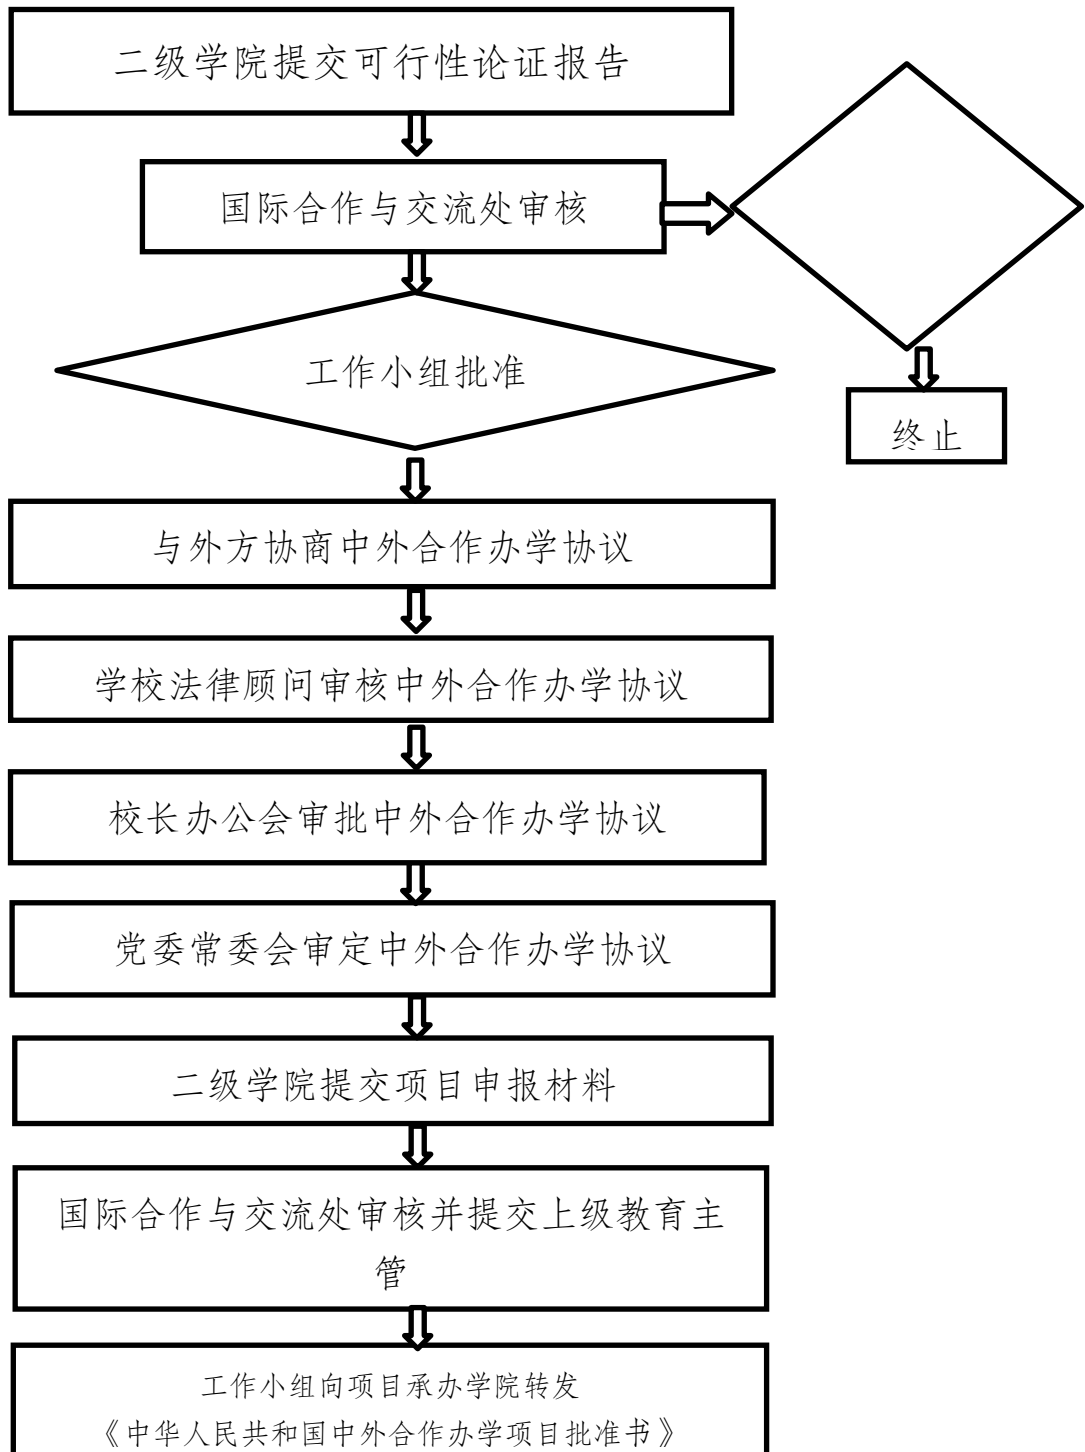 二级学院提交可行性论证报告
国际合作与交流处审核
工作小组批准
终止
与外方协商中外合作办学协议
学校法律顾问审核中外合作办学协议
校长办公会审批中外合作办学协议
党委常委会审定中外合作办学协议
二级学院提交项目申报材料
国际合作与交流处审核并提交上级教育主
管
工作小组向项目承办学院转发
《中华人民共和国中外合作办学项目批准书》